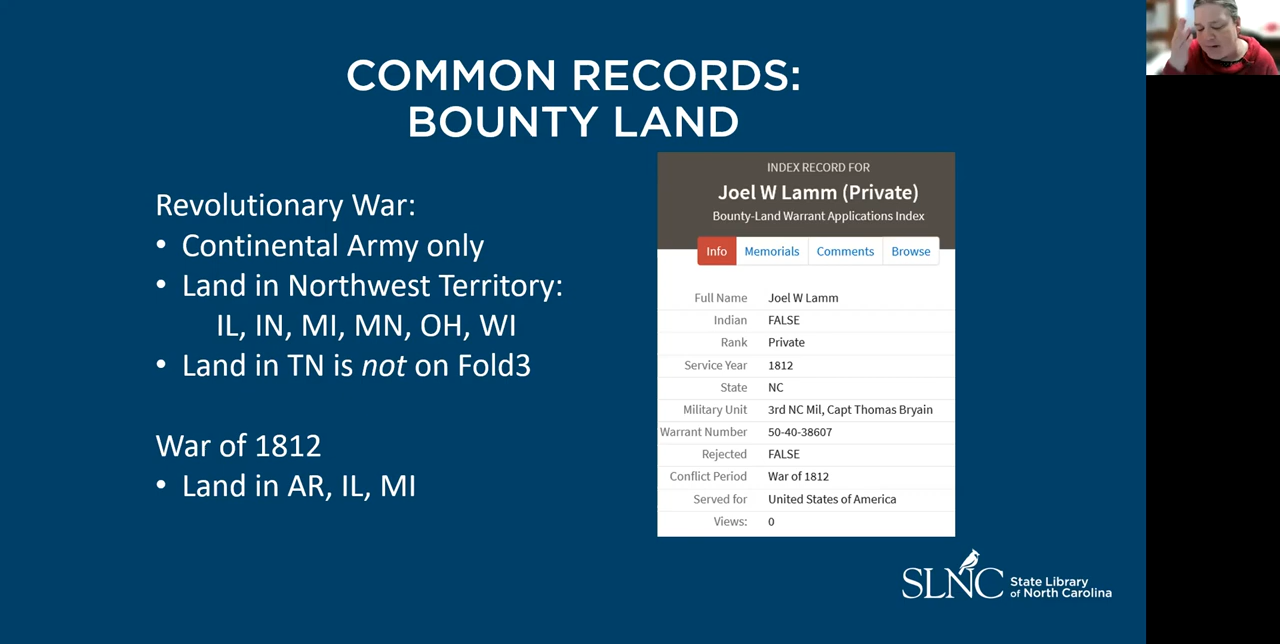 COMMON RECORDS:
BOUNTY LAND
Revolutionary War:
• Continental Army only
• Land in Northwest Territory:
IL, IN, MI, MN, OH, WI
• Land in TN is not on Fold3
War of 1812
• Land in AR, IL, MI
INDEX RECORD FOR
Joel W Lamm (Private)
Bounty-Land Warrant Applications Index
Info Memorials Comments Browse
Full Name Joel W Lamm
Indian FALSE
Rank Private
Service Year 1812
State NC
Military Unit 3rd NC Mil, Capt Thomas Bryain
Warrant Number 50-40-38607
Rejected FALSE
Conflict Period War of 1812
Served for United States of America
Views: 0
SLNC State Library
of North Carolina